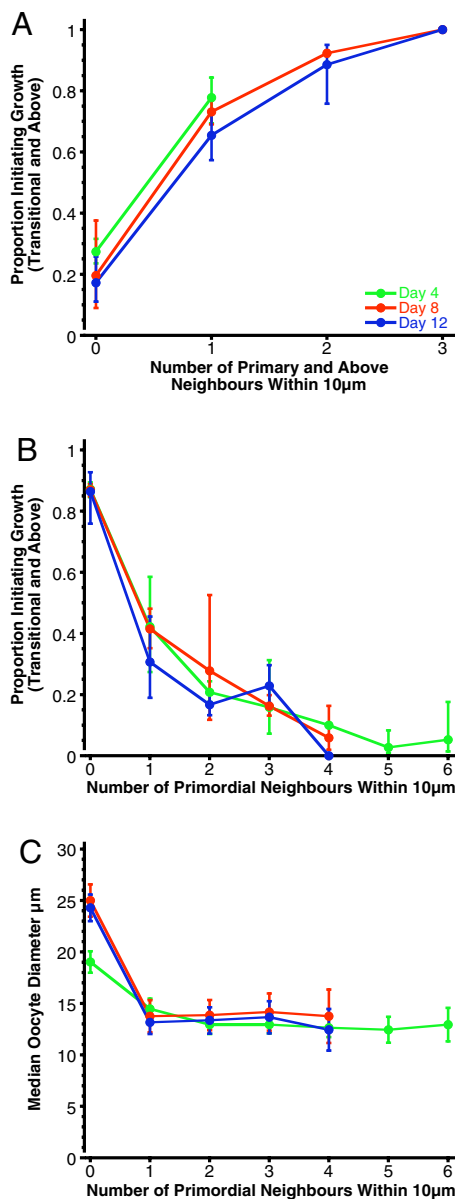 A
Proportion Initiating Growth
(Transitional and Above)
1
0.8
0.6
0.4
0.2
0
Day 4
Day 8
Day 12
0 1 2 3
Number of Primary and Above
Neighbours Within 10µm
B
Proportion Initiating Growth
(Transitional and Above)
1
0.8
0.6
0.4
0.2
0
0 1 2 3 4 5 6
Number of Primordial Neighbours Within 10µm
C
Median Oocyte Diameter µm
30
25
20
15
10
5
0
0 1 2 3 4 5 6
Number of Primordial Neighbours Within 10µm